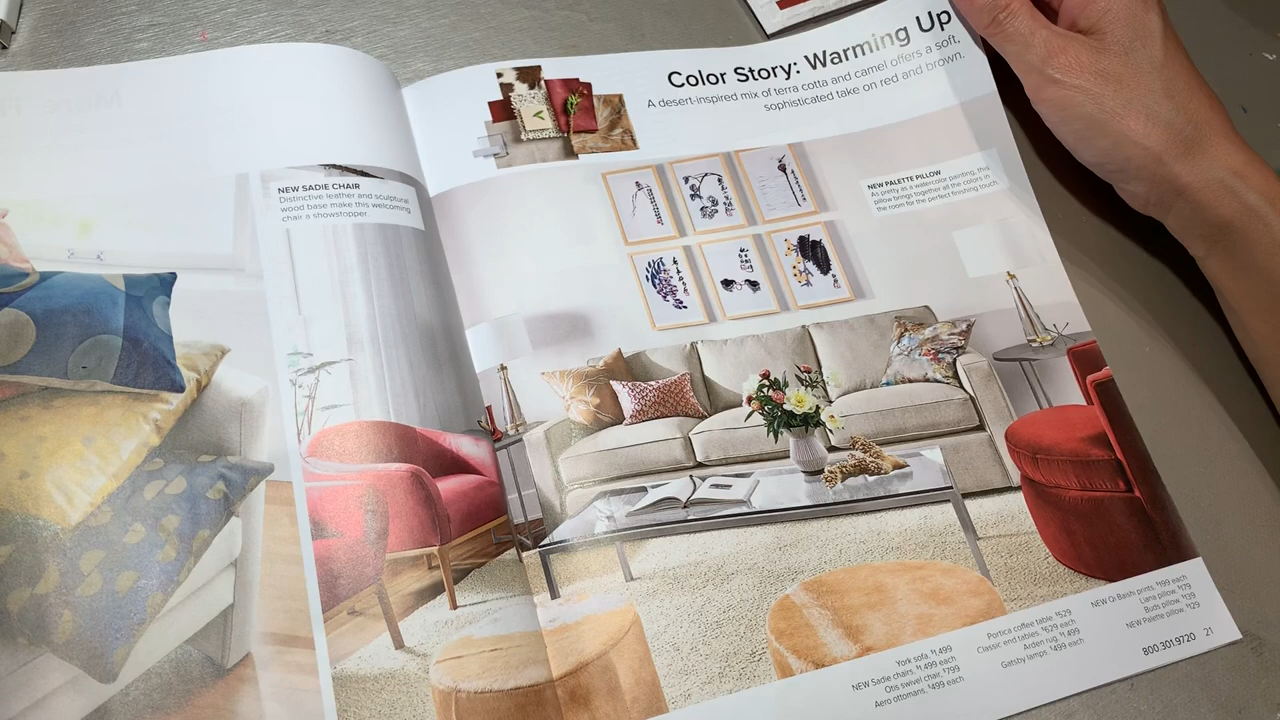 NEW SADIE CHAIR
Distinctive leather and sculptural
wood base make this welcoming
chair a showstopper.
Color Story: Warming Up
A desert-inspired mix of terra cotta and camel offers a soft,
sophisticated take on red and brown.
NEW PALETTE PILLOW
As pretty as a watercolor painting, this
pillow brings together all the colors in
the room for the perfect finishing touch.
York sofa, $1,499
NEW Sadie chairs, $1,499 each
Otis swivel chair, $799
Aero ottomans, $499 each
Portica coffee table, $529
Classic end tables, $629 each
Arden rug, $1,499
Gatsby lamps, $499 each
NEW Qi Baishi prints, $199 each
Liana pillow, $179
Buds pillow, $139
NEW Palette pillow, $129
800.301.9720 21